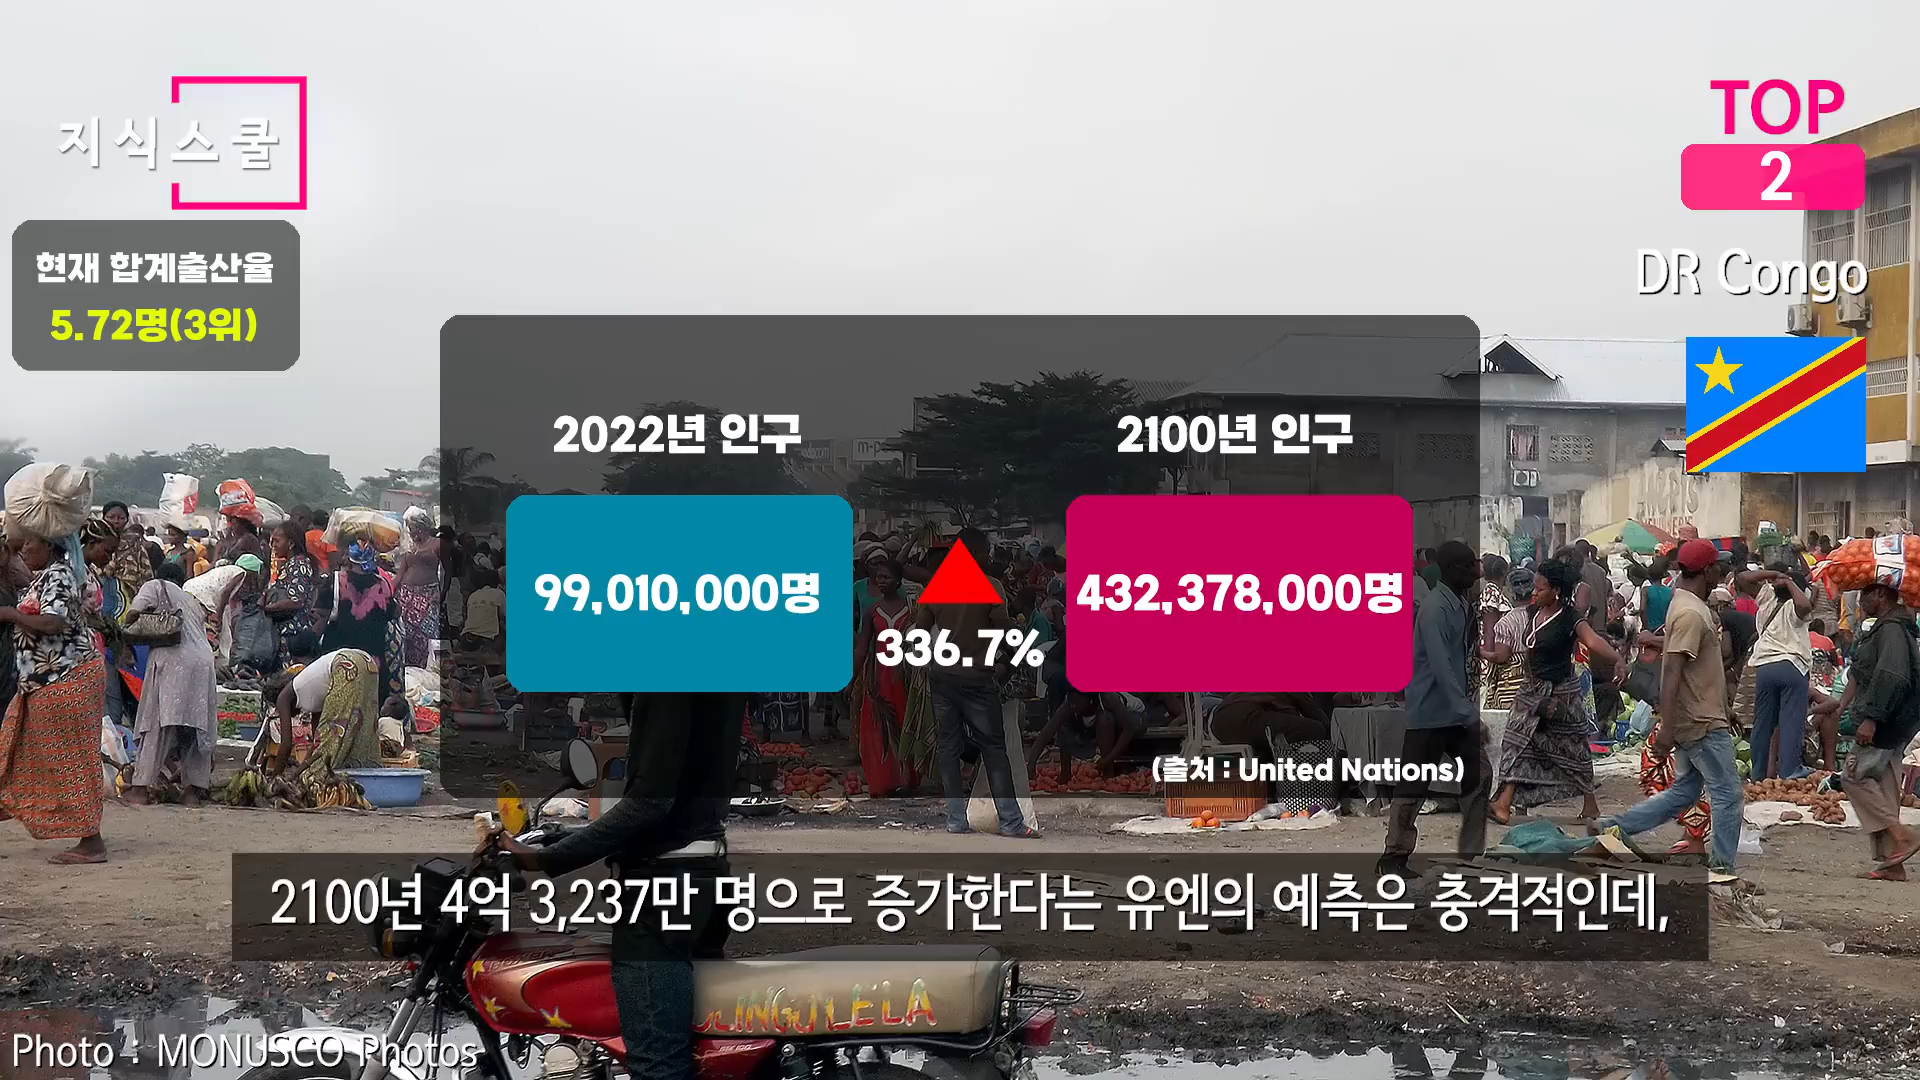 지식스쿨
TOP
2
현재 합계출산율
5.72명(3위)
DR Congo
2022년 인구
2100년 인구
99,010,000명
432,378,000명
336.7%
(출처 : United Nations)
2100년 4억 3,237만 명으로 증가한다는 유엔의 예측은 충격적인데,
Photo : MONUSCO Photos